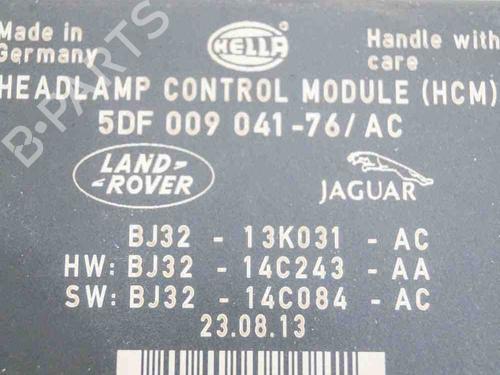 Made in
Germany
HELLA
Handle with
care
HEADLAMP CONTROL MODULE (HCM)
5DF 009 041-76/ AC
LAND-
-ROVER
JAGUAR
BJ32 - 13K031 - AC
HW: BJ32 - 14C243 - AA
SW: BJ32 - 14C084 - AC
23.08.13
B-PARTS